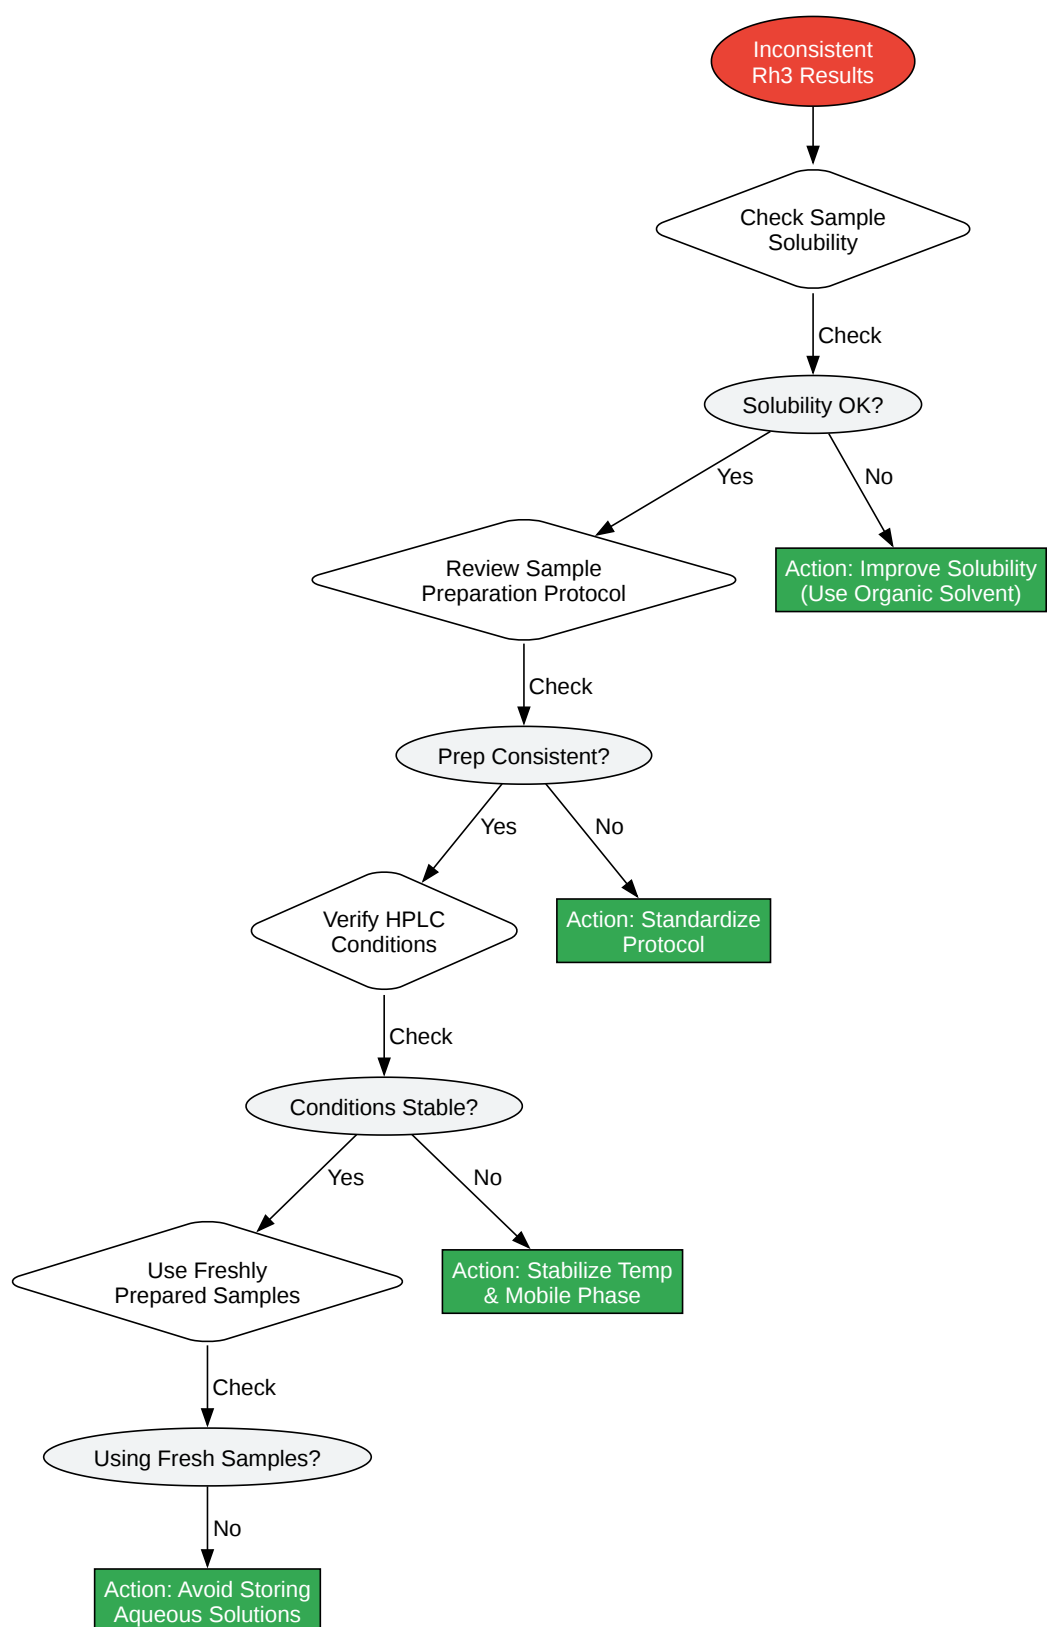 Inconsistent
Rh3 Results
Check Sample
Solubility
Check
Solubility OK?
Yes
No
Review Sample
Preparation Protocol
Action: Improve Solubility
(Use Organic Solvent)
Check
Prep Consistent?
Yes
No
Verify HPLC
Conditions
Action: Standardize
Protocol
Check
Conditions Stable?
Yes
No
Use Freshly
Prepared Samples
Action: Stabilize Temp
& Mobile Phase
Check
Using Fresh Samples?
No
Action: Avoid Storing
Aqueous Solutions